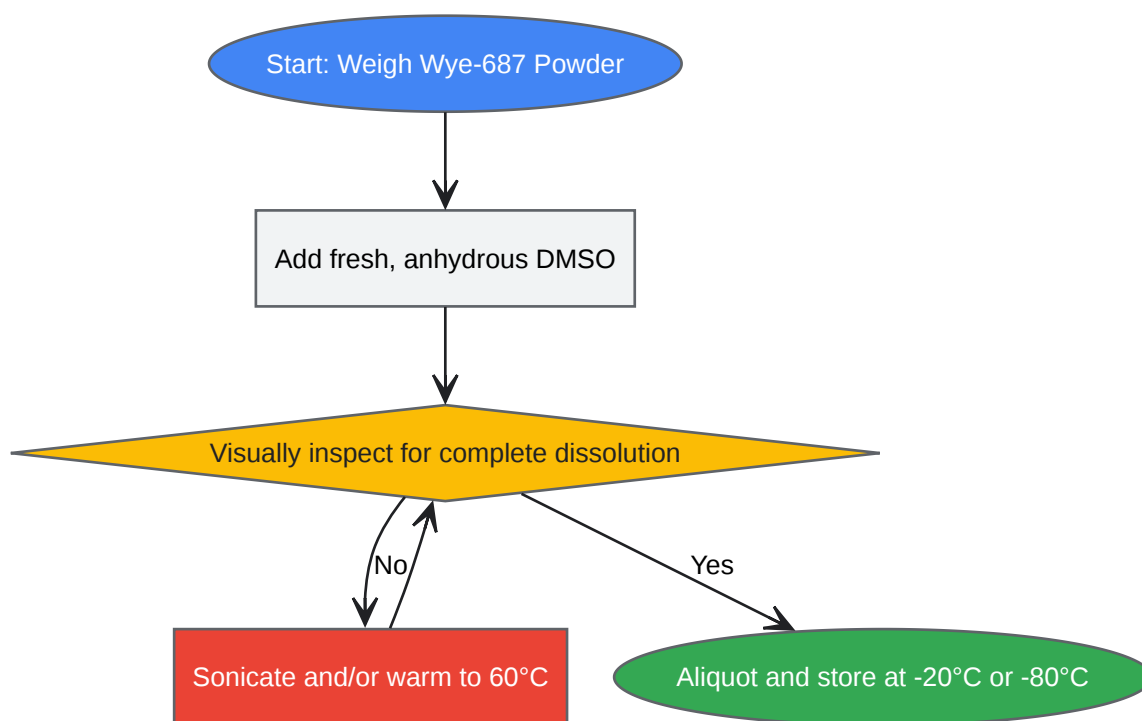 Start: Weigh Wye-687 Powder
Add fresh, anhydrous DMSO
Visually inspect for complete dissolution
No
Yes
Sonicate and/or warm to 60°C
Aliquot and store at -20°C or -80°C